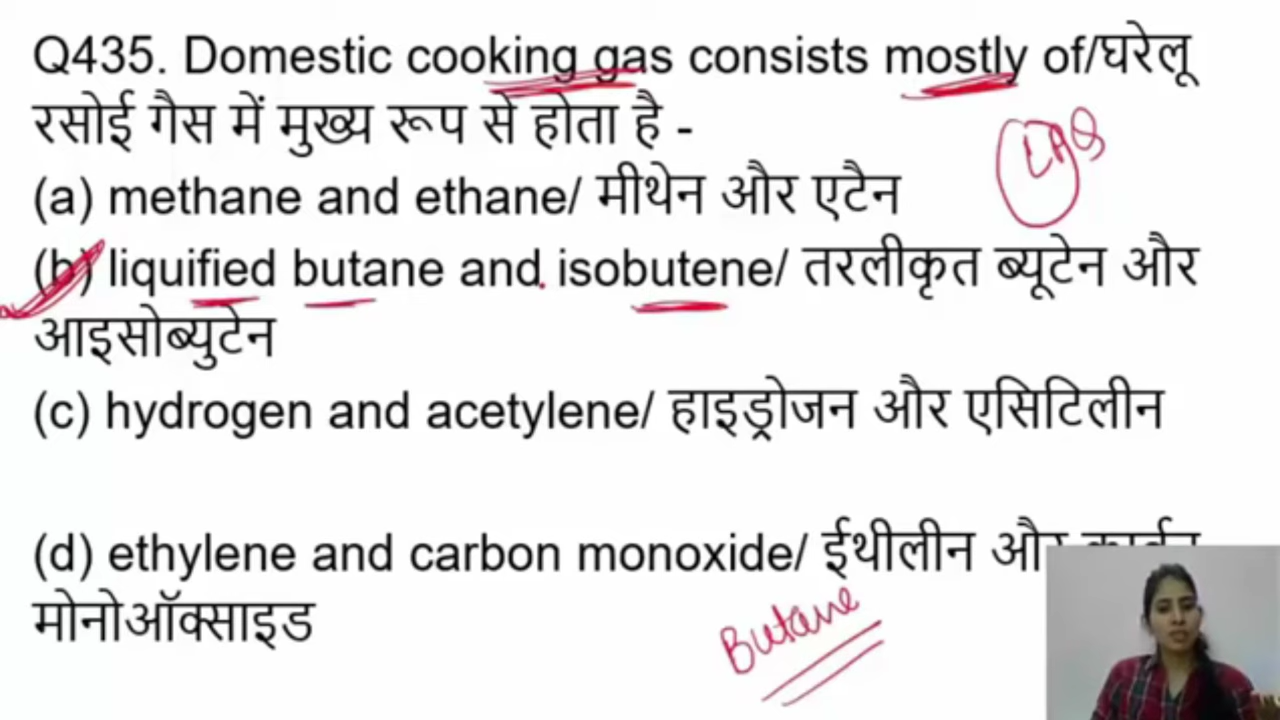 Q435. Domestic cooking gas consists mostly of/घरेलू
रसोई गैस में मुख्य रूप से होता है -
(a) methane and ethane/ मीथेन और एटैन
(b) liquified butane and isobutene/ तरलीकृत ब्यूटेन और
आइसोब्युटेन
(c) hydrogen and acetylene/ हाइड्रोजन और एसिटिलीन
(d) ethylene and carbon monoxide/ ईथीलीन और
मोनोऑक्साइड
Butane